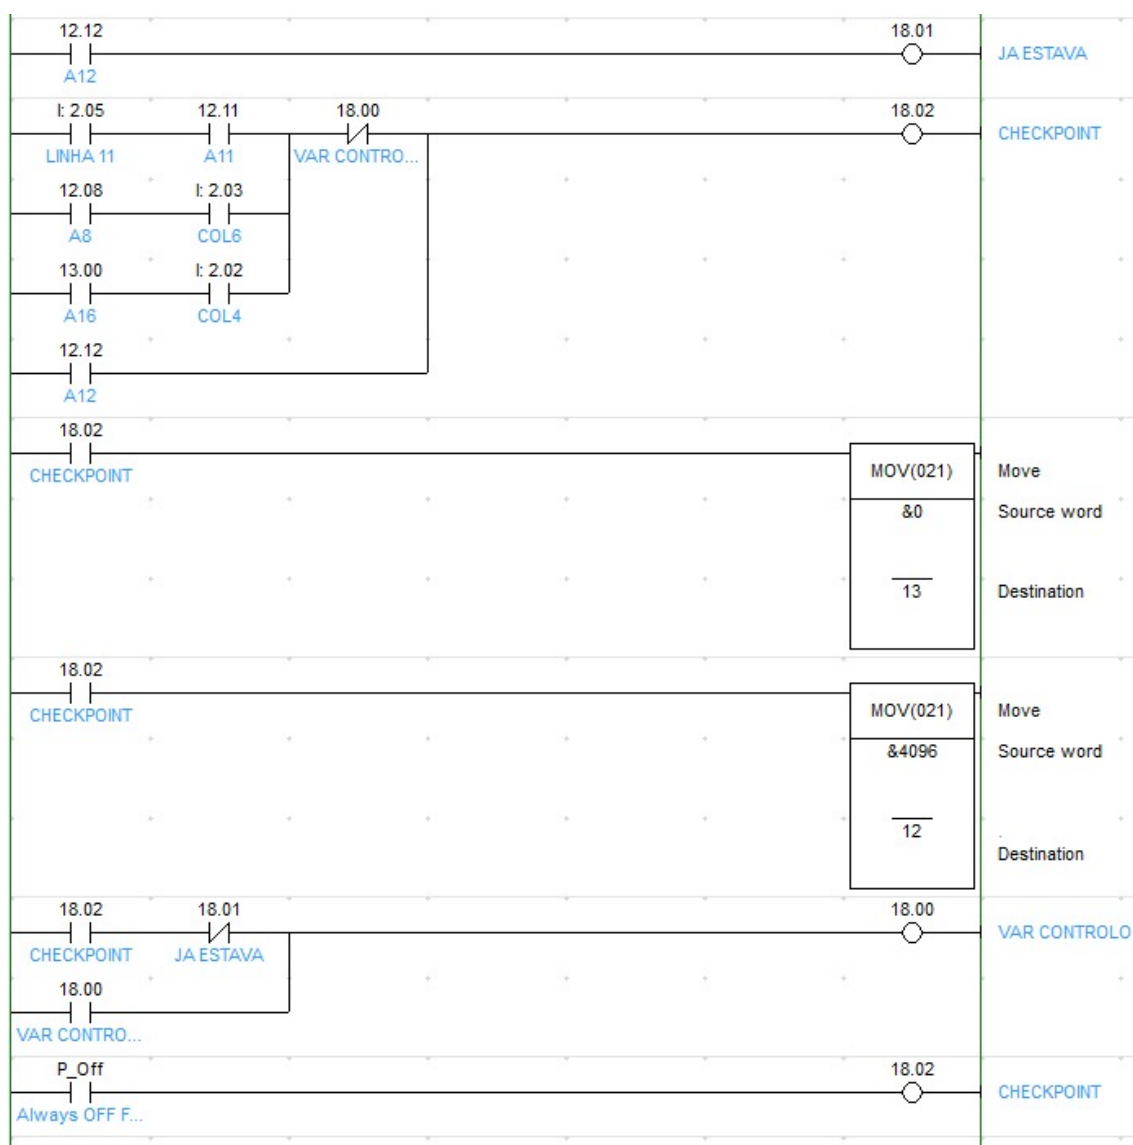 12.12 18.01
A12 JA ESTAVA
I: 2.05 12.11 18.00 18.02
LINHA 11 A11 VAR CONTRO... CHECKPOINT
12.08 I: 2.03
A8 COL6
13.00 I: 2.02
A16 COL4
12.12
A12
18.02
CHECKPOINT MOV(021) Move
&0 Source word
13 Destination
18.02
CHECKPOINT MOV(021) Move
&4096 Source word
12
Destination
18.02 18.01 18.00
CHECKPOINT JA ESTAVA VAR CONTROLO
18.00
VAR CONTRO...
P_Off 18.02
Always OFF F... CHECKPOINT